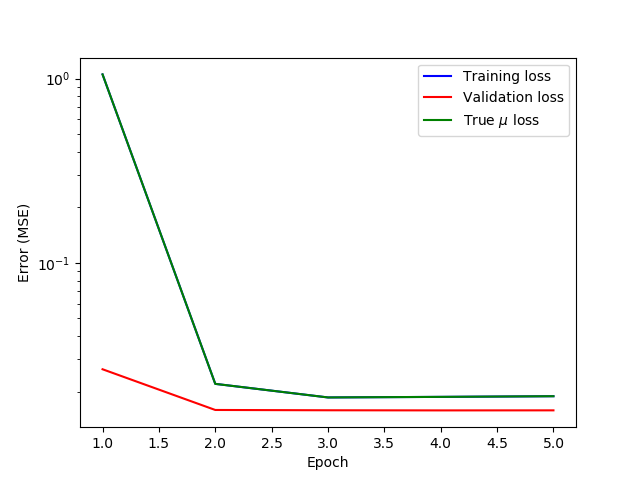 Training loss
Validation loss
True μ loss
10⁰
10⁻¹
Error (MSE)
1.0 1.5 2.0 2.5 3.0 3.5 4.0 4.5 5.0
Epoch